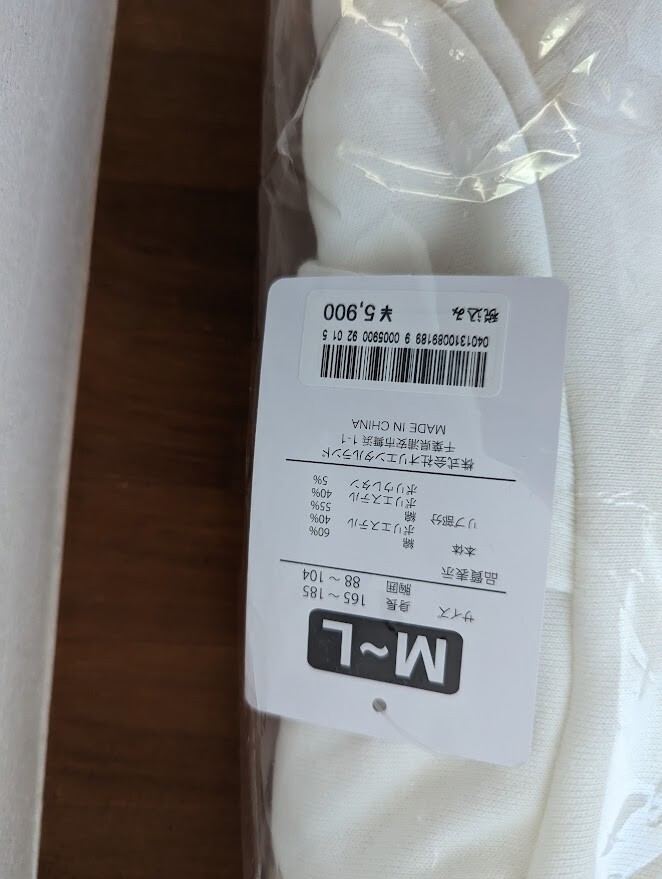 M～L
サイズ 身長 165～185
胸囲 88～104
品質表示
本体 綿 60%
ポリエステル 40%
リブ部分 綿 55%
ポリエステル 40%
ポリウレタン 5%
株式会社オリエンタルランド
千葉県浦安市舞浜 1-1
MADE IN CHINA
0401310089189 9 0005900 92 01 5
税込み ¥5,900